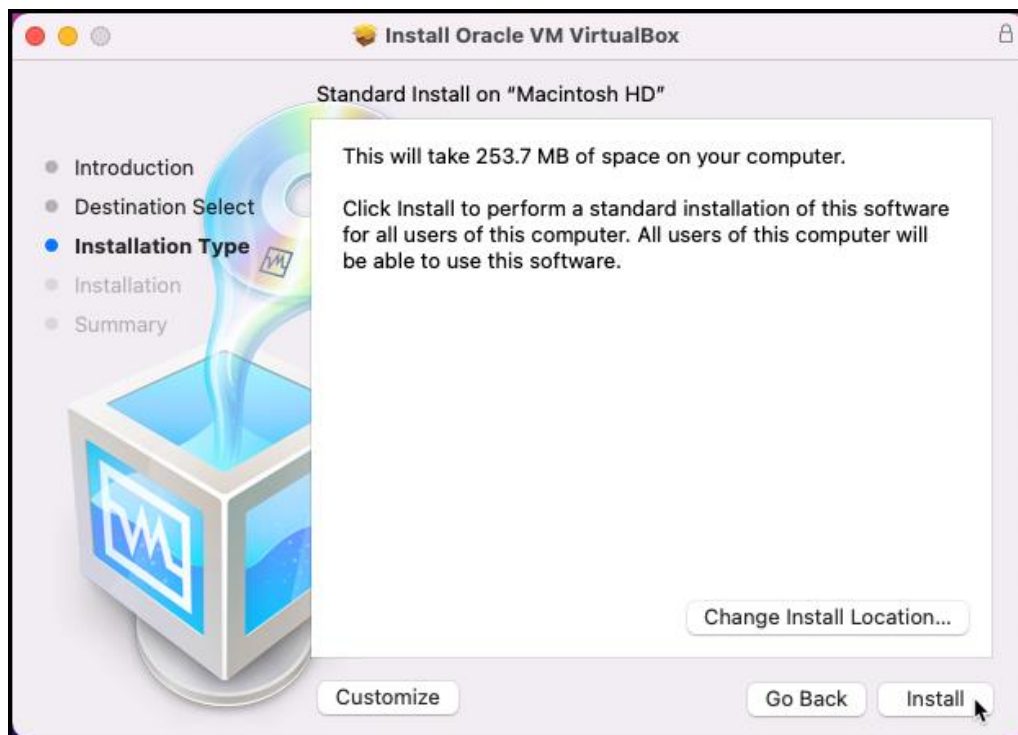 Install Oracle VM VirtualBox
Standard Install on “Macintosh HD”
Introduction
Destination Select
Installation Type
Installation
Summary
This will take 253.7 MB of space on your computer.
Click Install to perform a standard installation of this software
for all users of this computer. All users of this computer will
be able to use this software.
Change Install Location...
Customize
Go Back
Install